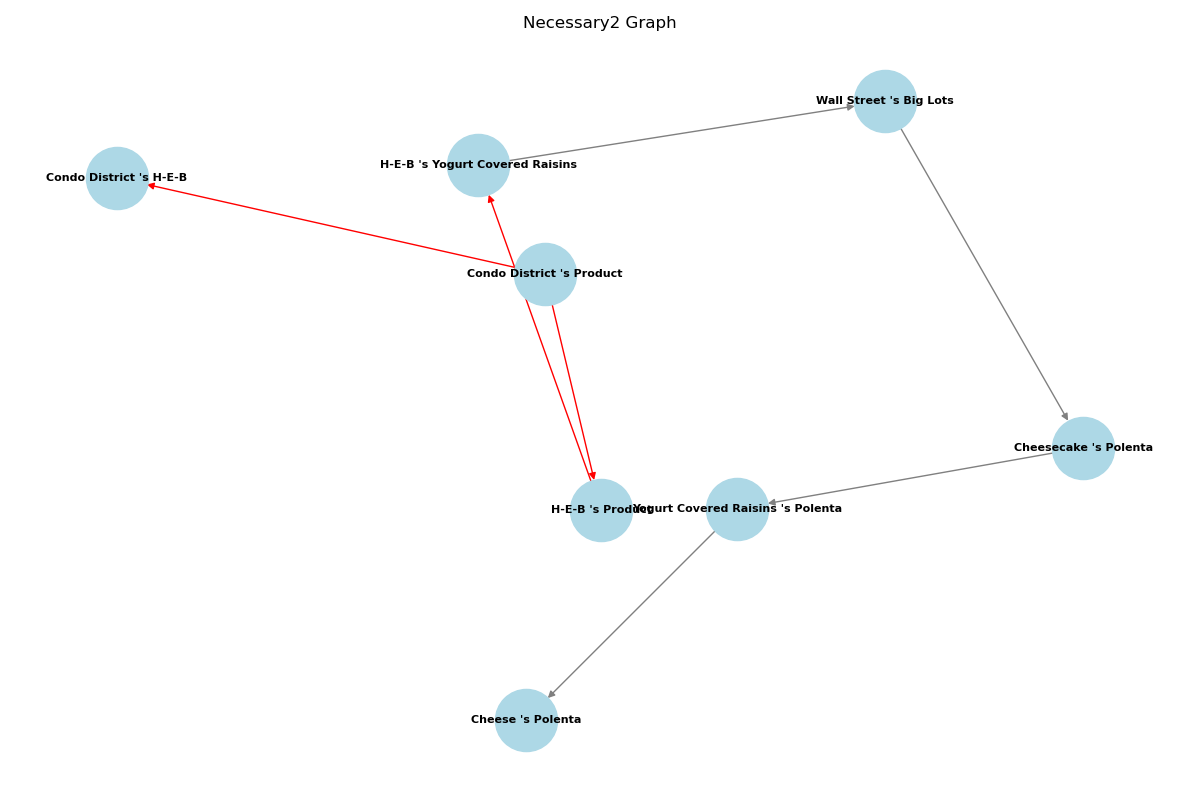 Necessary2 Graph
Wall Street 's Big Lots
H-E-B 's Yogurt Covered Raisins
Condo District 's H-E-B
Condo District 's Product
Cheesecake 's Polenta
H-E-B 's Product
Yogurt Covered Raisins 's Polenta
Cheese 's Polenta